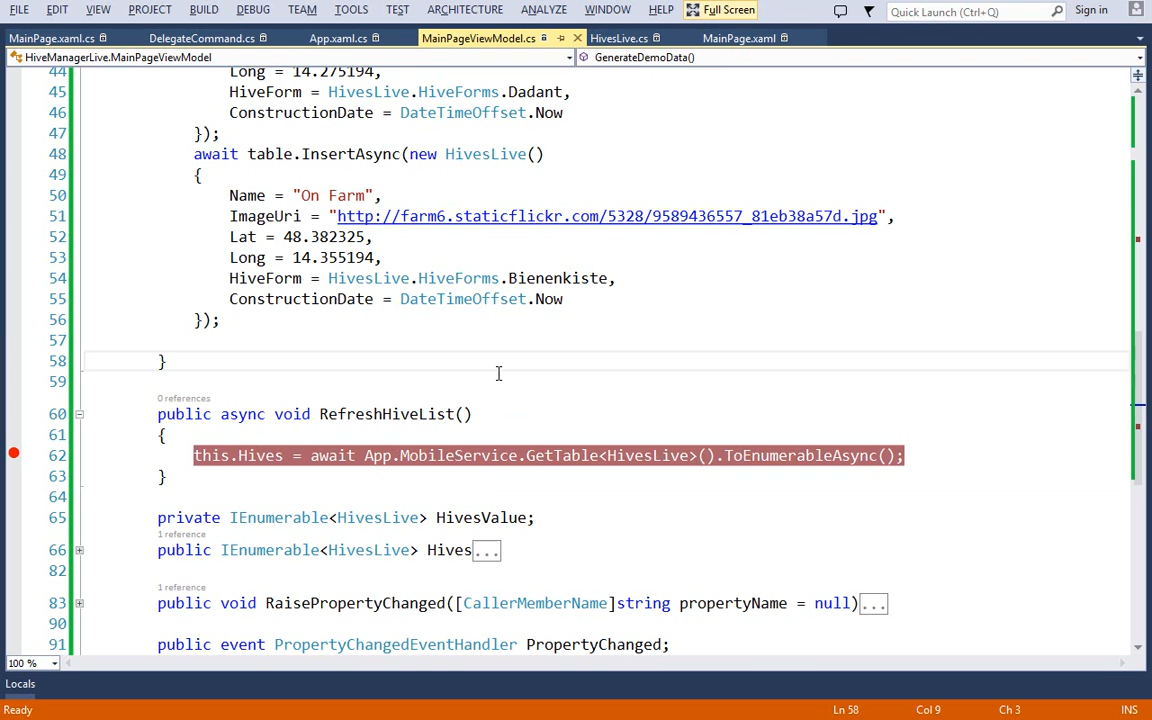 FILE EDIT VIEW PROJECT BUILD DEBUG TEAM TOOLS TEST ARCHITECTURE ANALYZE WINDOW HELP Full Screen Quick Launch (Ctrl+Q) Sign in
MainPage.xaml.cs DelegateCommand.cs App.xaml.cs MainPageViewModel.cs HivesLive.cs MainPage.xaml
HiveManagerLive.MainPageViewModel GenerateDemoData()
44 Long = 14.275194,
45 HiveForm = HivesLive.HiveForms.Dadant,
46 ConstructionDate = DateTimeOffset.Now
47 });
48 await table.InsertAsync(new HivesLive()
49 {
50 Name = "On Farm",
51 ImageUri = "http://farm6.staticflickr.com/5328/9589436557_81eb38a57d.jpg",
52 Lat = 48.382325,
53 Long = 14.355194,
54 HiveForm = HivesLive.HiveForms.Bienenkiste,
55 ConstructionDate = DateTimeOffset.Now
56 });
57
58 }
59
0 references
60 public async void RefreshHiveList()
61 {
62 this.Hives = await App.MobileService.GetTable<HivesLive>().ToEnumerableAsync();
63 }
64
65 private IEnumerable<HivesLive> HivesValue;
1 reference
66 public IEnumerable<HivesLive> Hives...
82
1 reference
83 public void RaisePropertyChanged([CallerMemberName]string propertyName = null)...
90
91 public event PropertyChangedEventHandler PropertyChanged;
100 %
Locals
Ready Ln 58 Col 9 Ch 3 INS